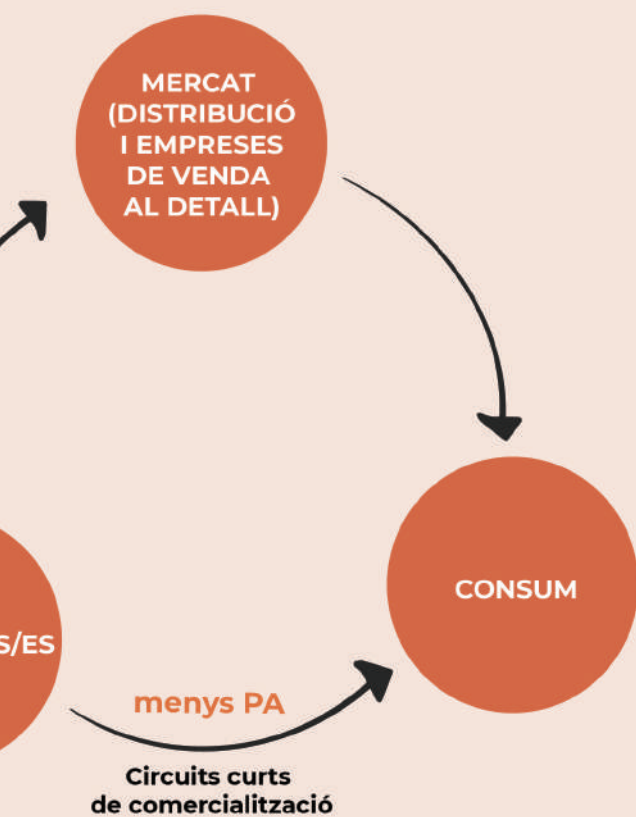 MERCAT
(DISTRIBUCIÓ
I EMPRESES
DE VENDA
AL DETALL)
CONSUM
S/ES
menys PA
Circuits curts
de comercialització